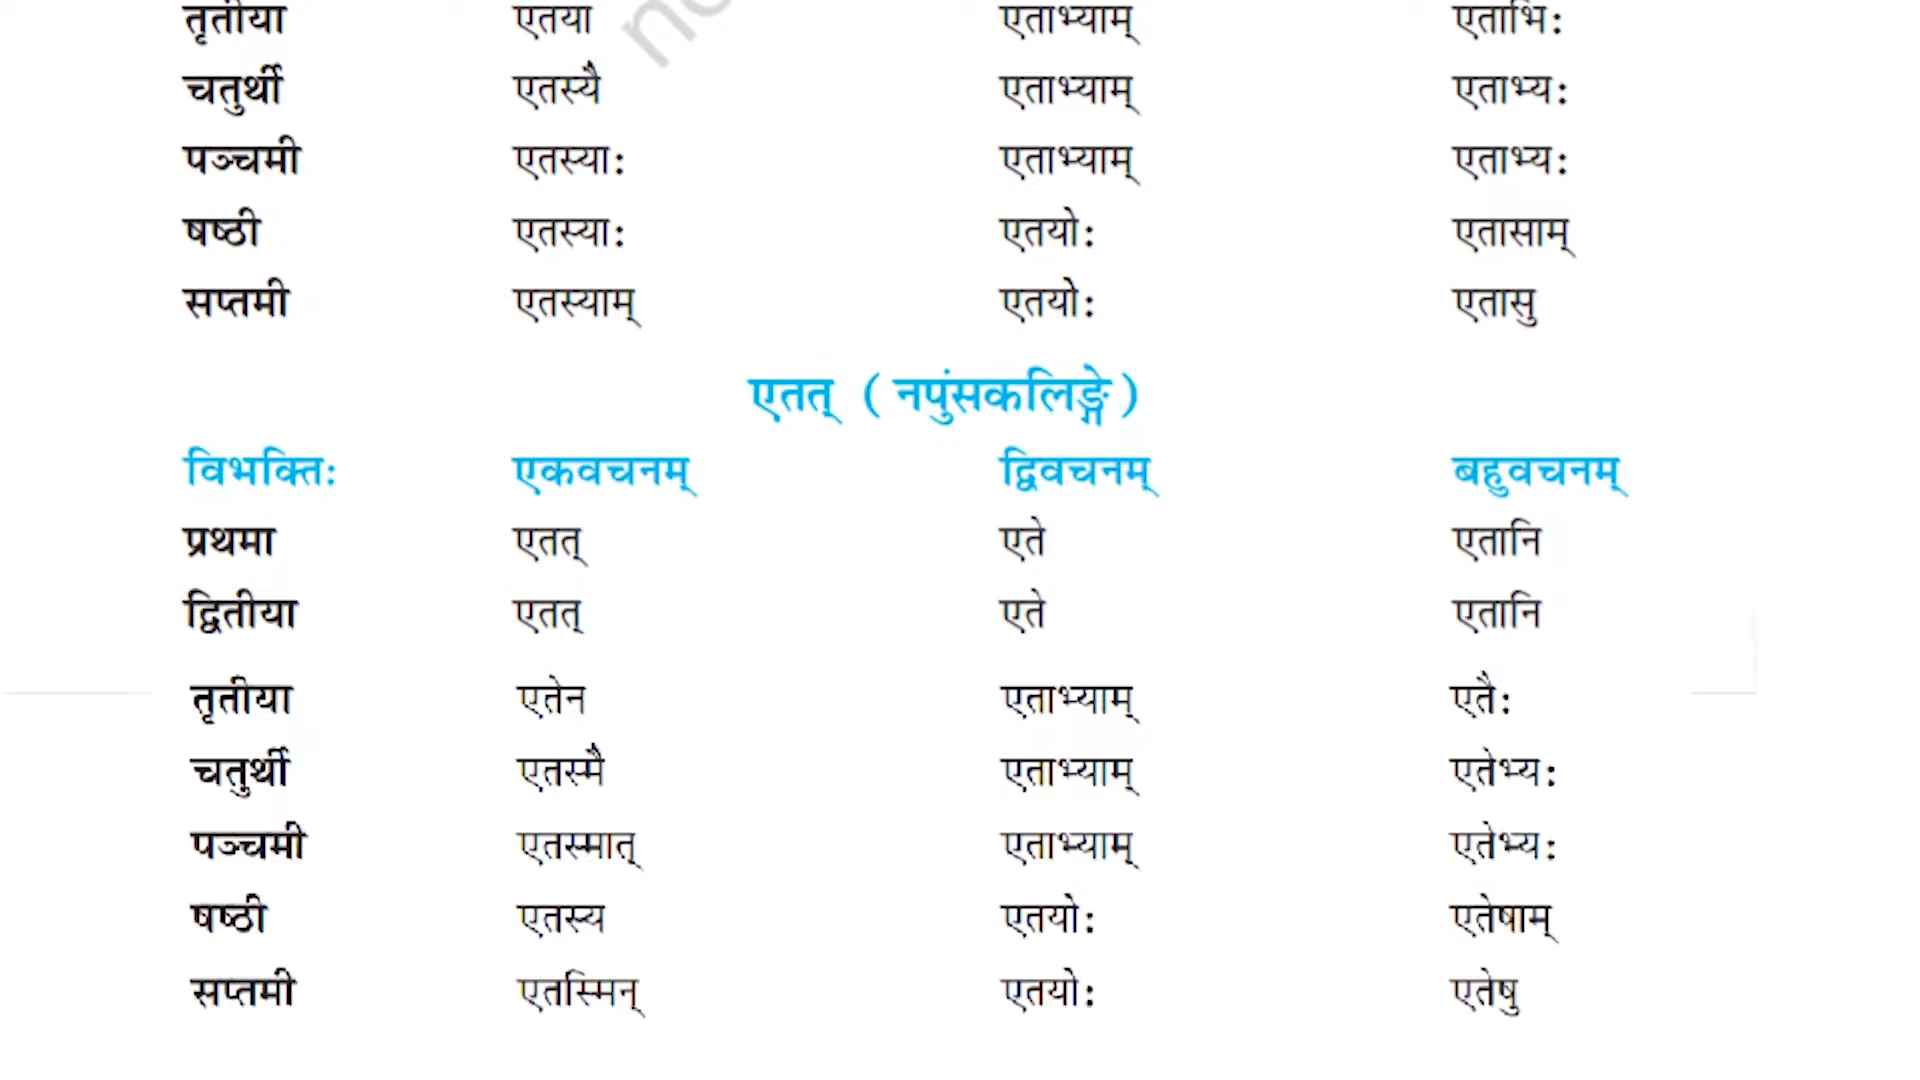 तृतीया एतया एताभ्याम् एताभिः
चतुर्थी एतस्यै एताभ्याम् एताभ्यः
पञ्चमी एतस्याः एताभ्याम् एताभ्यः
षष्ठी एतस्याः एतयोः एतासाम्
सप्तमी एतस्याम् एतयोः एतासु
एतत् ( नपुंसकलिङ्गे )
विभक्तिः एकवचनम् द्विवचनम् बहुवचनम्
प्रथमा एतत् एते एतानि
द्वितीया एतत् एते एतानि
तृतीया एतेन एताभ्याम् एतैः
चतुर्थी एतस्मै एताभ्याम् एतेभ्यः
पञ्चमी एतस्मात् एताभ्याम् एतेभ्यः
षष्ठी एतस्य एतयोः एतेषाम्
सप्तमी एतस्मिन् एतयोः एतेषु